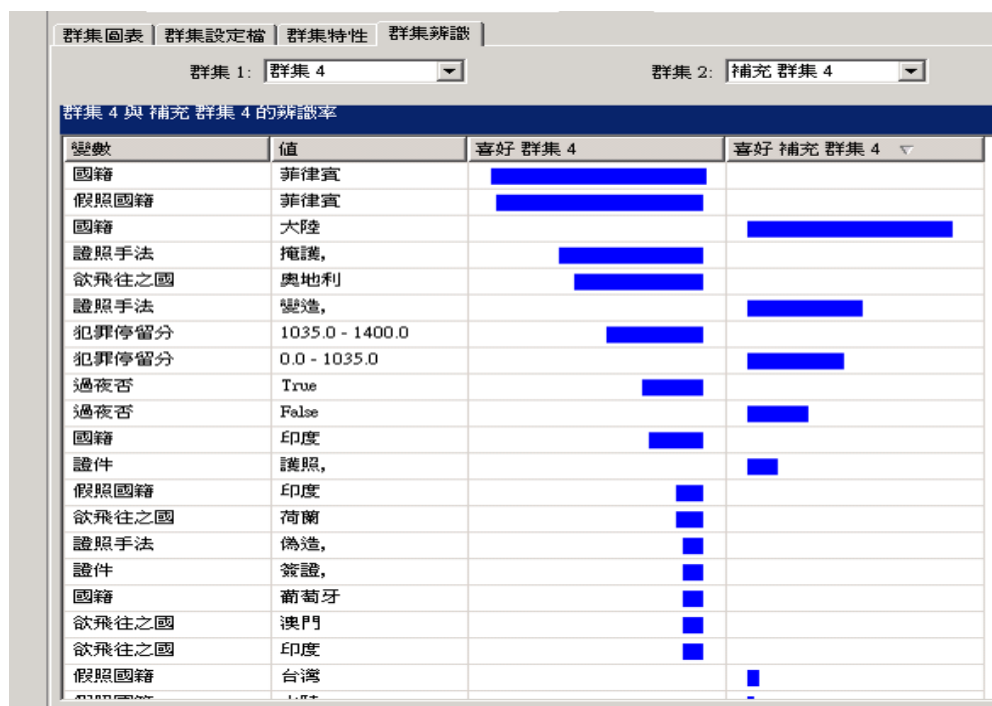 群集圖表 群集設定檔 群集特性 群集辨識
群集 1: 群集 4 群集 2: 補充 群集 4
群集 4 與 補充 群集 4 的辨識率
變數 值 喜好 群集 4 喜好 補充 群集 4
國籍 菲律賓
假照國籍 菲律賓
國籍 大陸
證照手法 掩護,
欲飛往之國 奧地利
證照手法 變造,
犯罪停留分 1035.0 - 1400.0
犯罪停留分 0.0 - 1035.0
過夜否 True
過夜否 False
國籍 印度
證件 護照,
假照國籍 印度
欲飛往之國 荷蘭
證照手法 偽造,
證件 簽證,
國籍 葡萄牙
欲飛往之國 澳門
欲飛往之國 印度
假照國籍 台灣